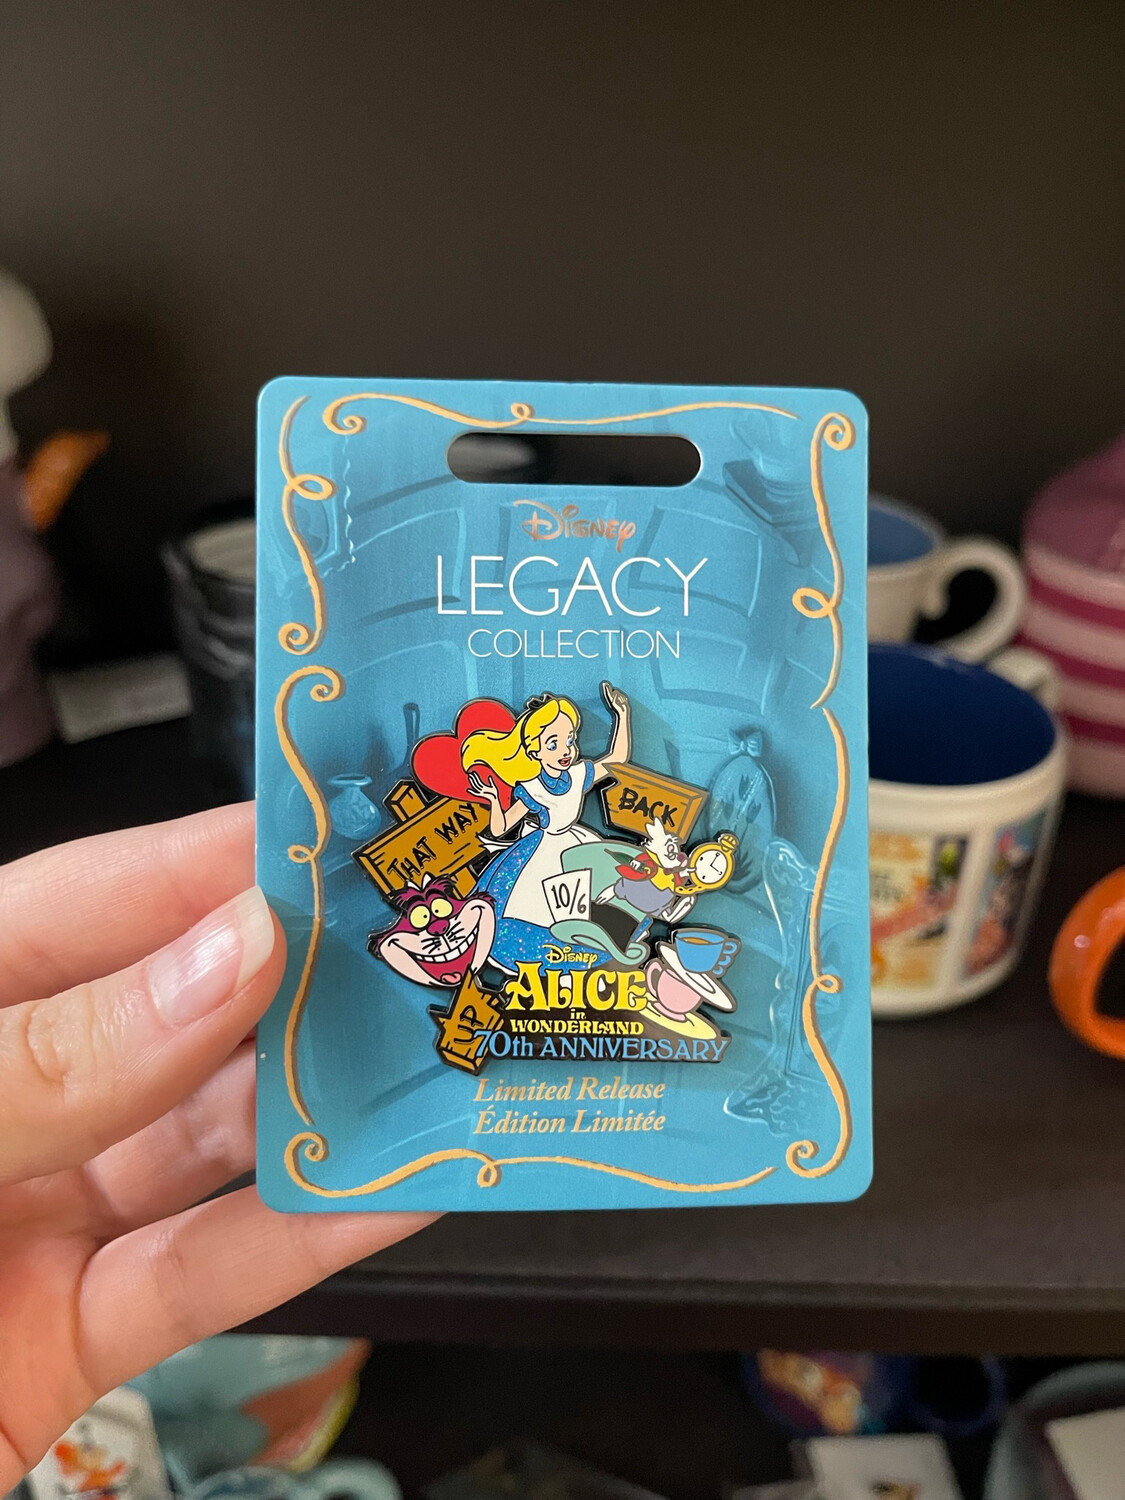 Disney
LEGACY
COLLECTION
THAT WAY
BACK
10/6
UP
Disney
ALICE
in
WONDERLAND
70th ANNIVERSARY
Limited Release
Édition Limitée